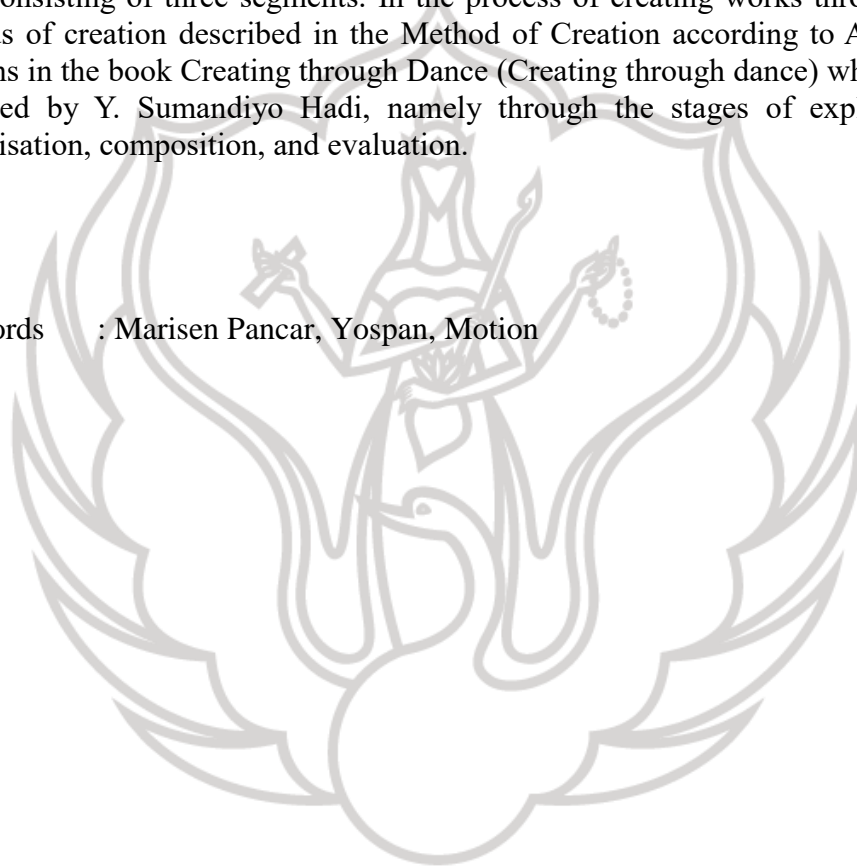 consisting of three segments. In the process of creating works thro
s of creation described in the Method of Creation according to A
ns in the book Creating through Dance (Creating through dance) wh
ed by Y. Sumandiyo Hadi, namely through the stages of expl
isation, composition, and evaluation.
ords : Marisen Pancar, Yospan, Motion